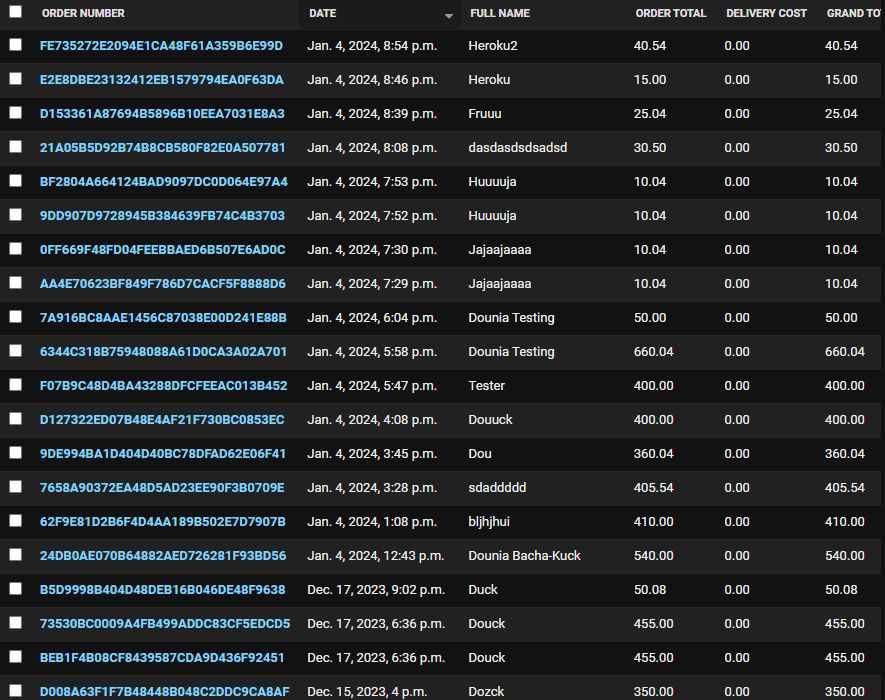 ORDER NUMBER DATE FULL NAME ORDER TOTAL DELIVERY COST GRAND TO
FE735272E2094E1CA48F61A359B6E99D Jan. 4, 2024, 8:54 p.m. Heroku2 40.54 0.00 40.54
E2E8DBE23132412EB1579794EA0F63DA Jan. 4, 2024, 8:46 p.m. Heroku 15.00 0.00 15.00
D153361A87694B5896B10EEA7031E8A3 Jan. 4, 2024, 8:39 p.m. Fruuu 25.04 0.00 25.04
21A05B5D92B74B8CB580F82E0A507781 Jan. 4, 2024, 8:08 p.m. dasdasdsdsadsd 30.50 0.00 30.50
BF2804A664124BAD9097DC0D064E97A4 Jan. 4, 2024, 7:53 p.m. Huuuuja 10.04 0.00 10.04
9DD907D9728945B384639FB74C4B3703 Jan. 4, 2024, 7:52 p.m. Huuuuja 10.04 0.00 10.04
0FF669F48FD04FEEBBAED6B507E6AD0C Jan. 4, 2024, 7:30 p.m. Jajaajaaaa 10.04 0.00 10.04
AA4E70623BF849F786D7CACF5F8888D6 Jan. 4, 2024, 7:29 p.m. Jajaajaaaa 10.04 0.00 10.04
7A916BC8AAE1456C87038E00D241E88B Jan. 4, 2024, 6:04 p.m. Dounia Testing 50.00 0.00 50.00
6344C318B75948088A61D0CA3A02A701 Jan. 4, 2024, 5:58 p.m. Dounia Testing 660.04 0.00 660.04
F07B9C48D4BA43288DFCFEEAC013B452 Jan. 4, 2024, 5:47 p.m. Tester 400.00 0.00 400.00
D127322ED07B48E4AF21F730BC0853EC Jan. 4, 2024, 4:08 p.m. Douuck 400.00 0.00 400.00
9DE994BA1D404D40BC78DFAD62E06F41 Jan. 4, 2024, 3:45 p.m. Dou 360.04 0.00 360.04
7658A90372EA48D5AD23EE90F3B0709E Jan. 4, 2024, 3:28 p.m. sdaddddd 405.54 0.00 405.54
62F9E81D2B6F4D4AA189B502E7D7907B Jan. 4, 2024, 1:08 p.m. bljhjhui 410.00 0.00 410.00
24DB0AE070B64882AED726281F93BD56 Jan. 4, 2024, 12:43 p.m. Dounia Bacha-Kuck 540.00 0.00 540.00
B5D9998B404D48DEB16B046DE48F9638 Dec. 17, 2023, 9:02 p.m. Duck 50.08 0.00 50.08
73530BC0009A4FB499ADDC83CF5EDCD5 Dec. 17, 2023, 6:36 p.m. Douck 455.00 0.00 455.00
BEB1F4B08CF8439587CDA9D436F92451 Dec. 17, 2023, 6:36 p.m. Douck 455.00 0.00 455.00
D008A63F1F7B48448B048C2DDC9CA8AF Dec. 15, 2023, 4 p.m. Dozck 350.00 0.00 350.00